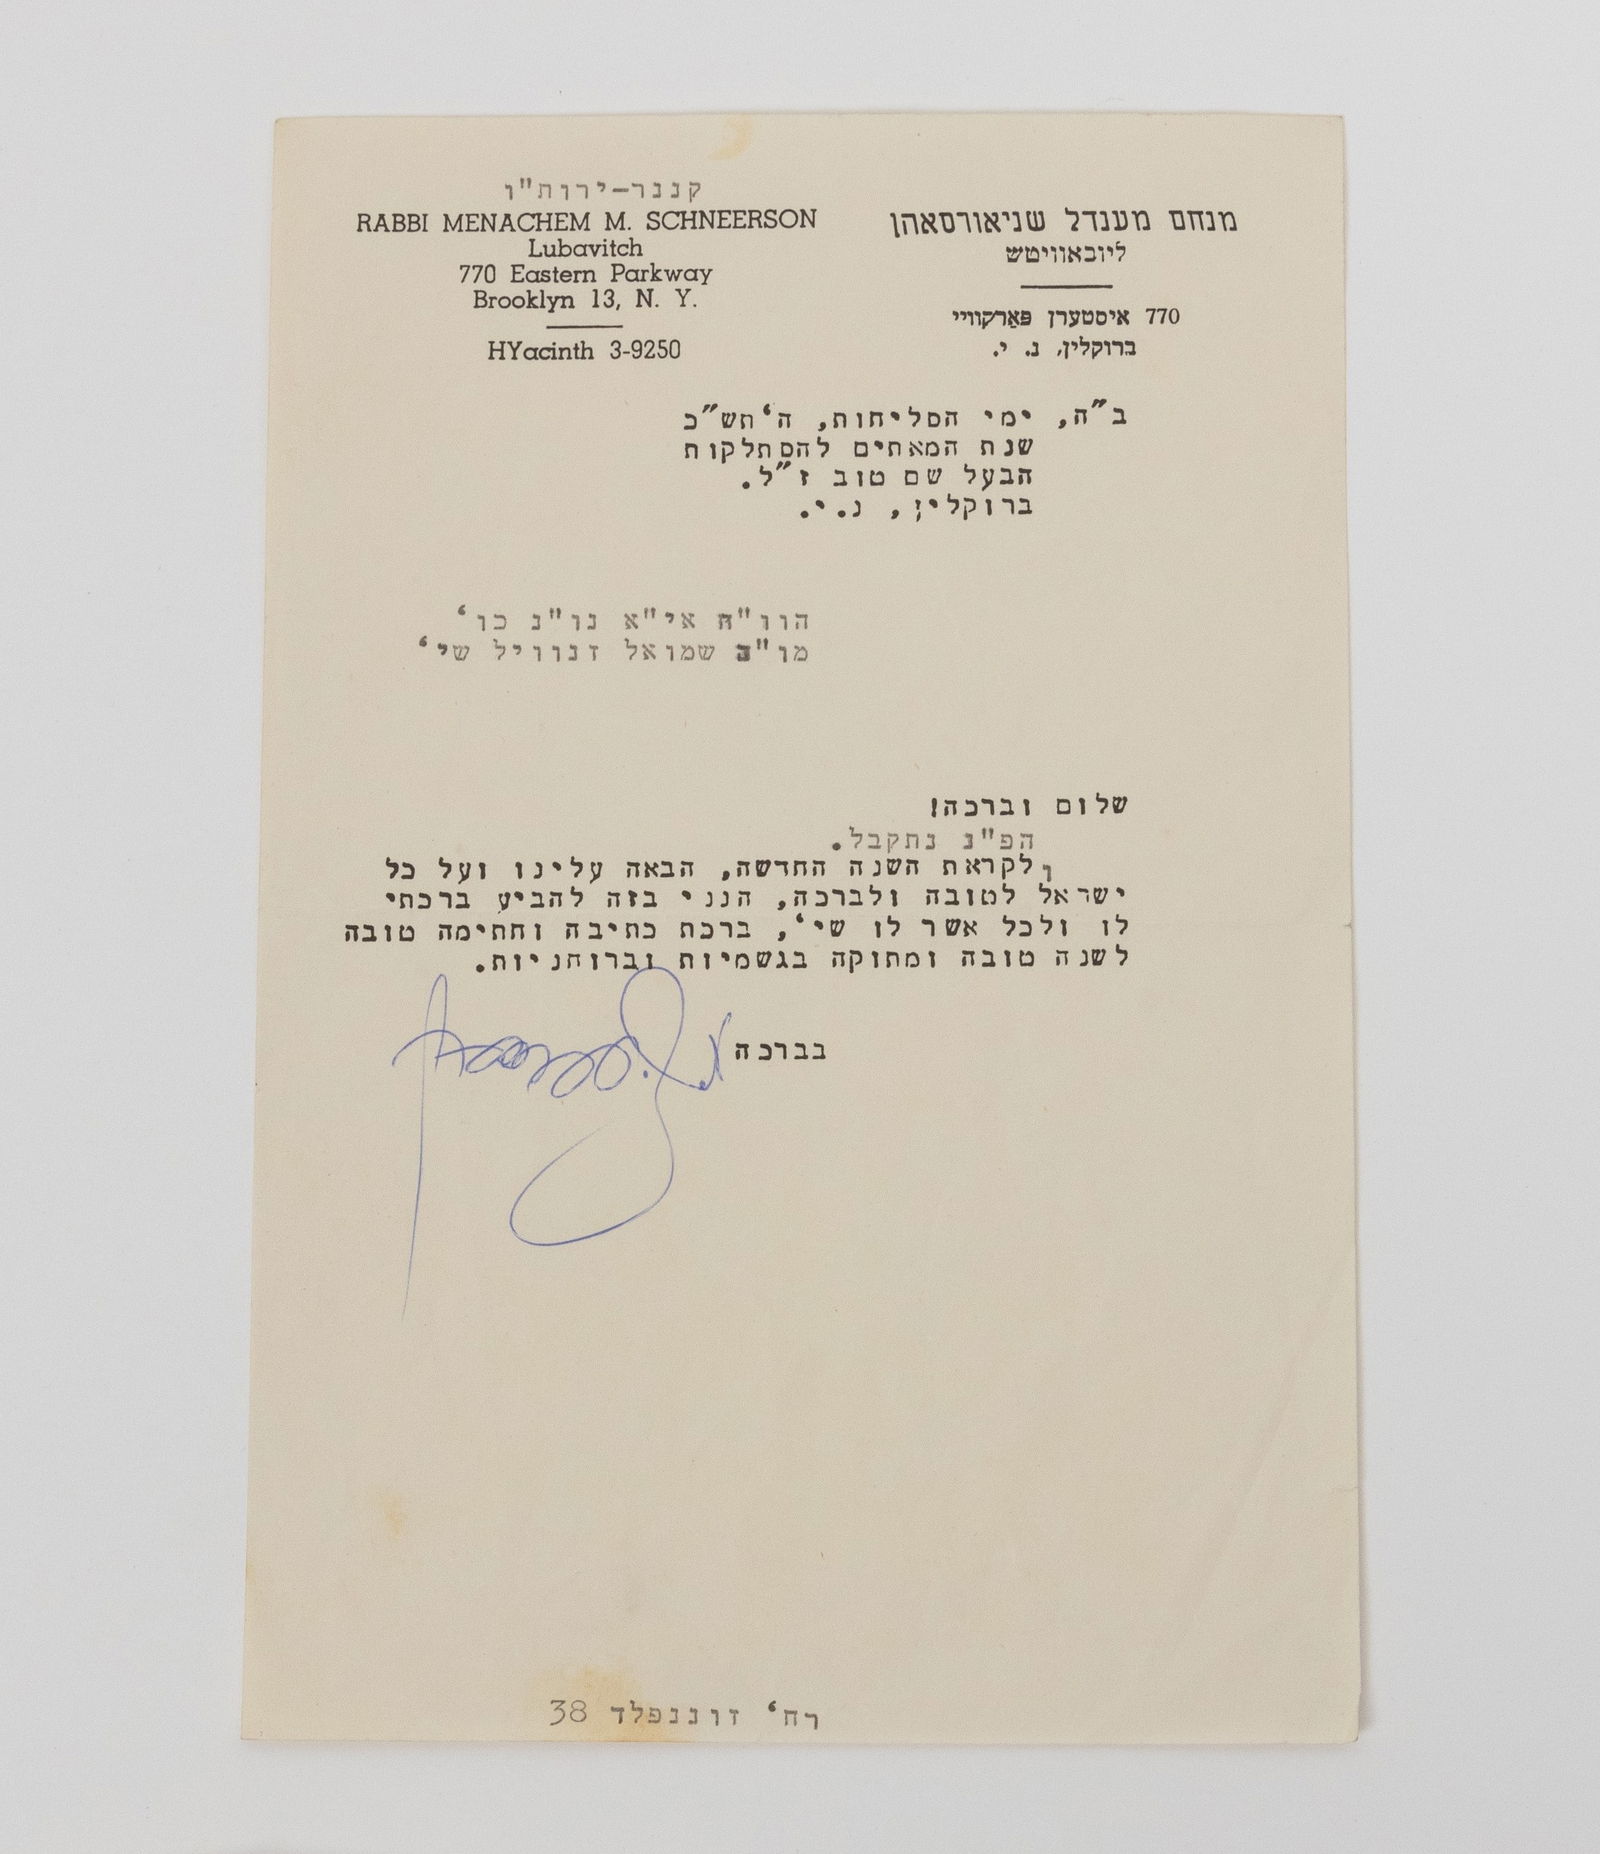 קננר-ירות"ו
RABBI MENACHEM M. SCHNEERSON
Lubavitch
770 Eastern Parkway
Brooklyn 13, N. Y.
HYacinth 3-9250
מנחם מענדל שניאורסאהן
ליובאוויטש
770 איסטערן פּאַרקוויי
ברוקלין, נ. י.
ב"ה, ימי הסליחות, ה'תש"כ
שנת המאתים להסתלקות
הבעל שם טוב ז"ל.
ברוקלין, נ.י.
הוו"ח אי"א נו"נ כו'
מו"ה שמואל זנוויל שי'
שלום וברכה!
הפ"נ נתקבל.
ולקראת השנה החדשה, הבאה עלינו ועל כל
ישראל לטובה ולברכה, הנני בזה להביע ברכתי
לו ולכל אשר לו שי', ברכת כתיבה וחתימה טובה
לשנה טובה ומתוקה בגשמיות וברוחניות.
בברכה
רח' זוננפלד 38